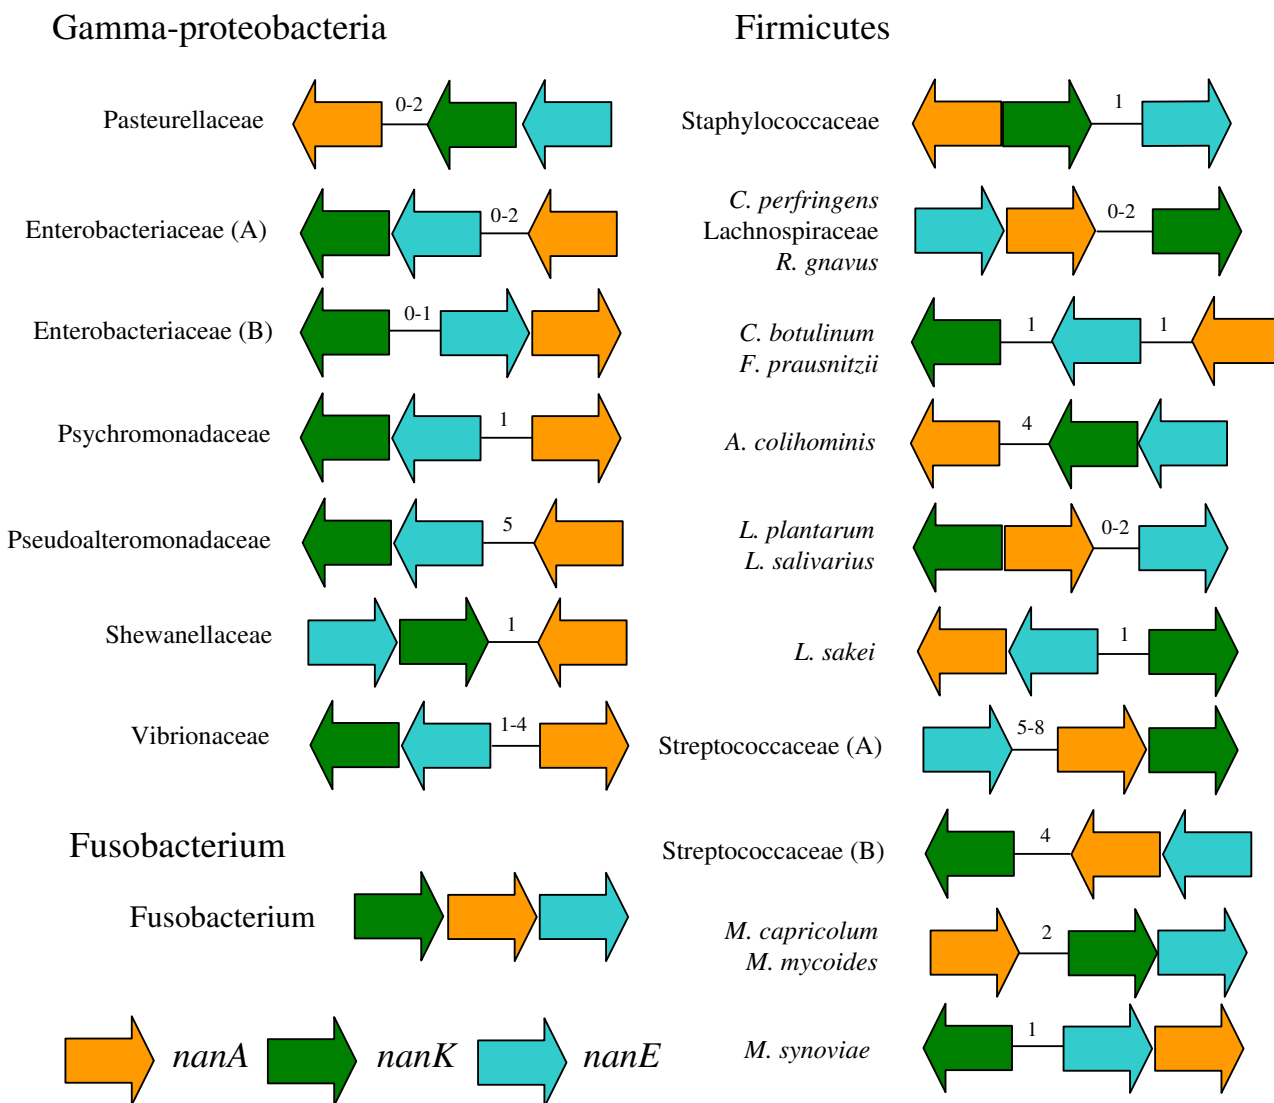 Gamma-proteobacteria
Pasteurellaceae
0-2
Enterobacteriaceae (A)
0-2
Enterobacteriaceae (B)
0-1
Psychromonadaceae
1
Pseudoalteromonadaceae
5
Shewanellaceae
1
Vibrionaceae
1-4
Fusobacterium
Fusobacterium
Firmicutes
Staphylococcaceae
1
C. perfringens
Lachnospiraceae
R. gnavus
0-2
C. botulinum
F. prausnitzii
1
1
A. colihominis
4
L. plantarum
L. salivarius
0-2
L. sakei
1
Streptococcaceae (A)
5-8
Streptococcaceae (B)
4
M. capricolum
M. mycoides
2
M. synoviae
1
nanA nanK nanE